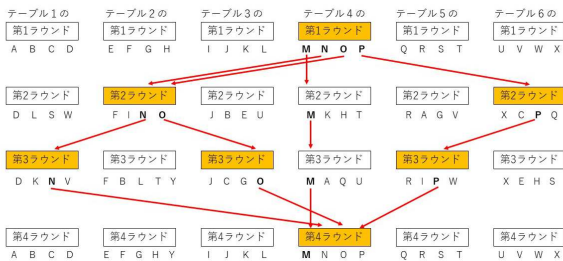 テーブル1の テーブル2の テーブル3の テーブル4の テーブル5の テーブル6の
第1ラウンド 第1ラウンド 第1ラウンド 第1ラウンド 第1ラウンド 第1ラウンド
A B C D E F G H I J K L M N O P Q R S T U V W X
第2ラウンド 第2ラウンド 第2ラウンド 第2ラウンド 第2ラウンド 第2ラウンド
D L S W F I N O J B E U M K H T R A G V X C P Q
第3ラウンド 第3ラウンド 第3ラウンド 第3ラウンド 第3ラウンド 第3ラウンド
D K N V F B L T Y J C G O M A Q U R I P W X E H S
第4ラウンド 第4ラウンド 第4ラウンド 第4ラウンド 第4ラウンド 第4ラウンド
A B C D E F G H Y I J K L M N O P Q R S T U V W X